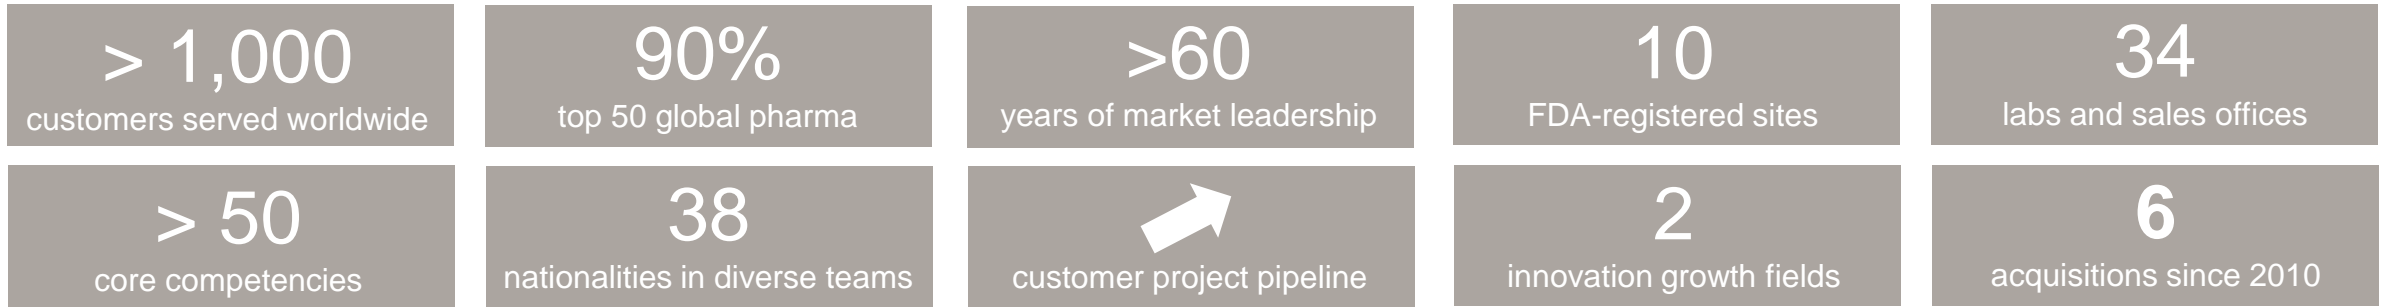 > 1,000
customers served worldwide
90%
top 50 global pharma
>60
years of market leadership
10
FDA-registered sites
34
labs and sales offices
> 50
core competencies
38
nationalities in diverse teams
customer project pipeline
2
innovation growth fields
6
acquisitions since 2010